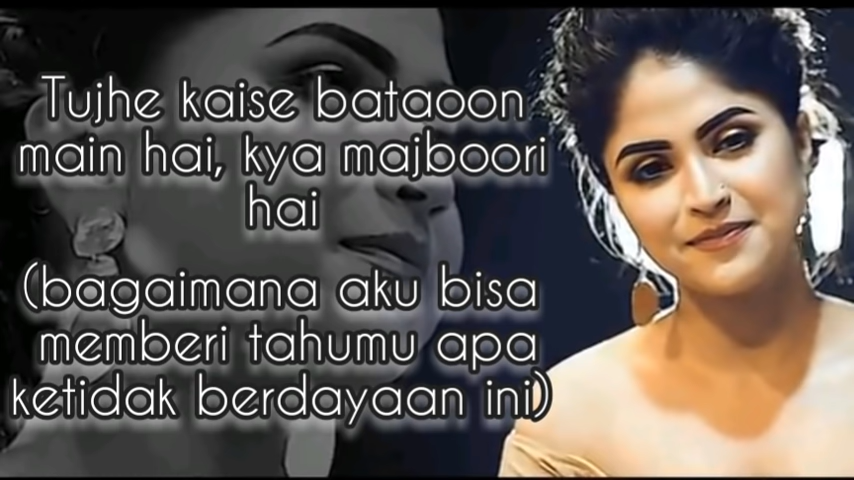 Tujhe kaise bataoon
main hai, kya majboori
hai
(bagaimana aku bisa
memberi tahumu apa
ketidak berdayaan ini)